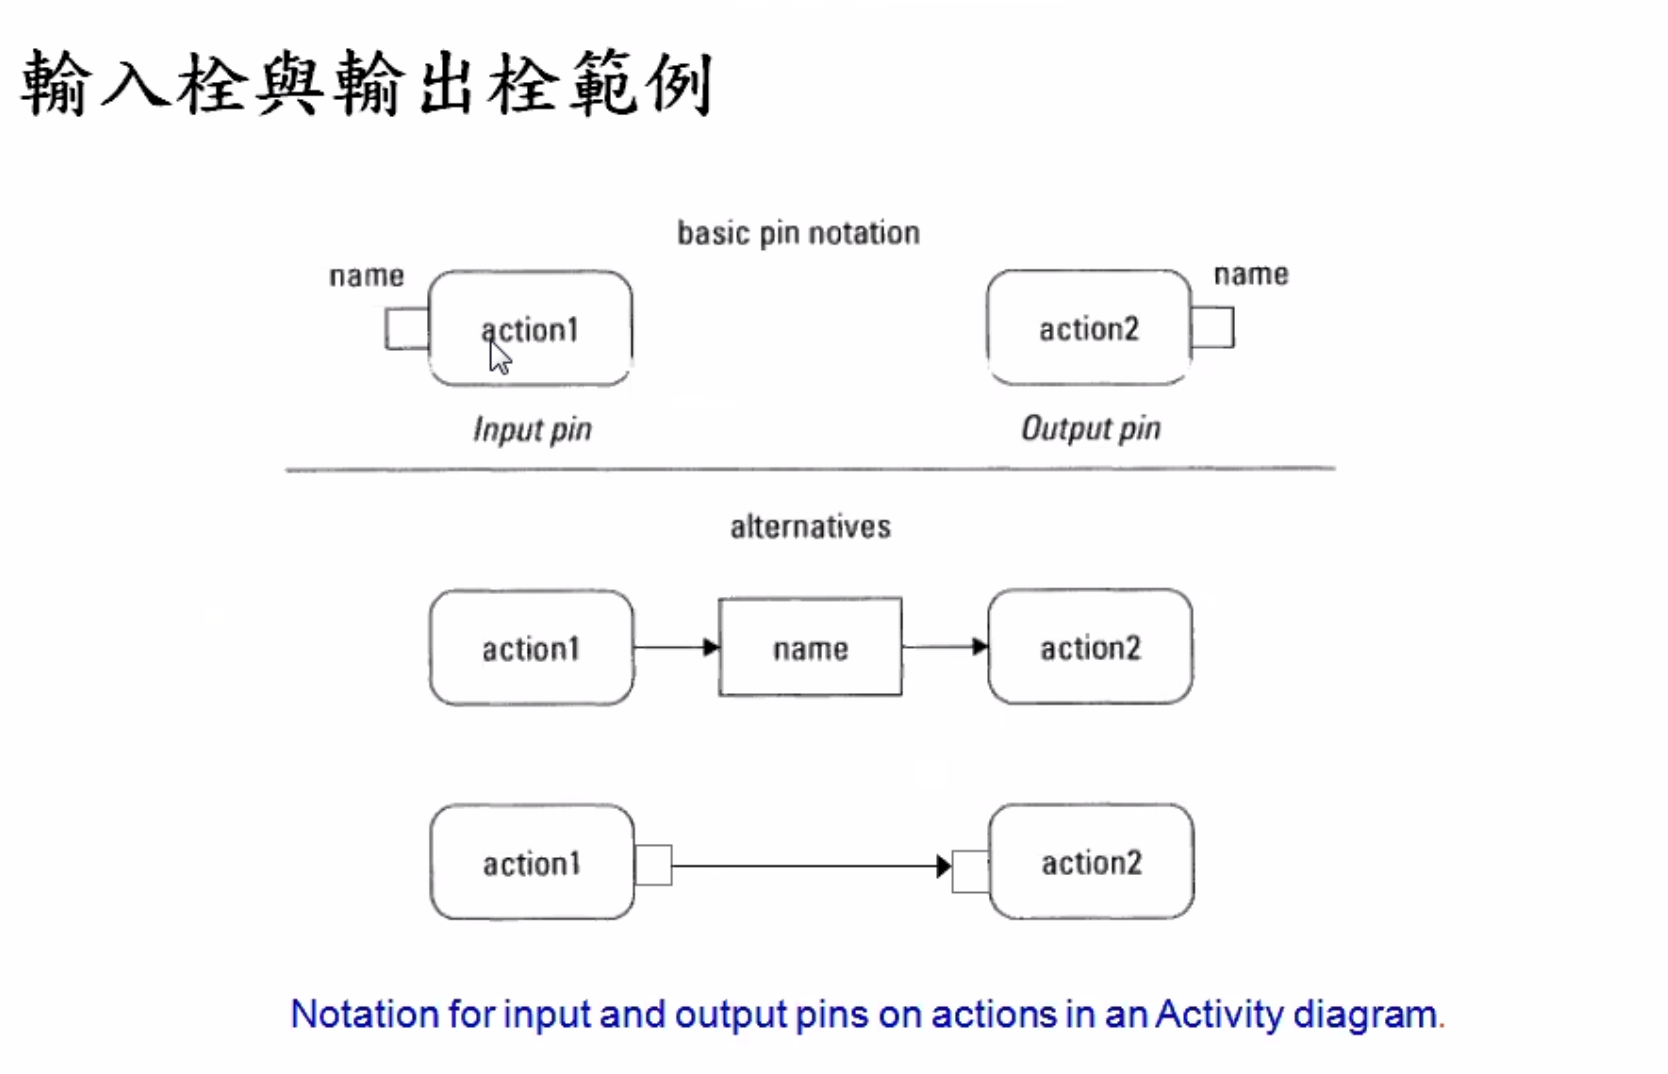 輸入栓與輸出栓範例
basic pin notation
name
name
action1
action2
Input pin
Output pin
alternatives
action1
name
action2
action1
action2
Notation for input and output pins on actions in an Activity diagram.